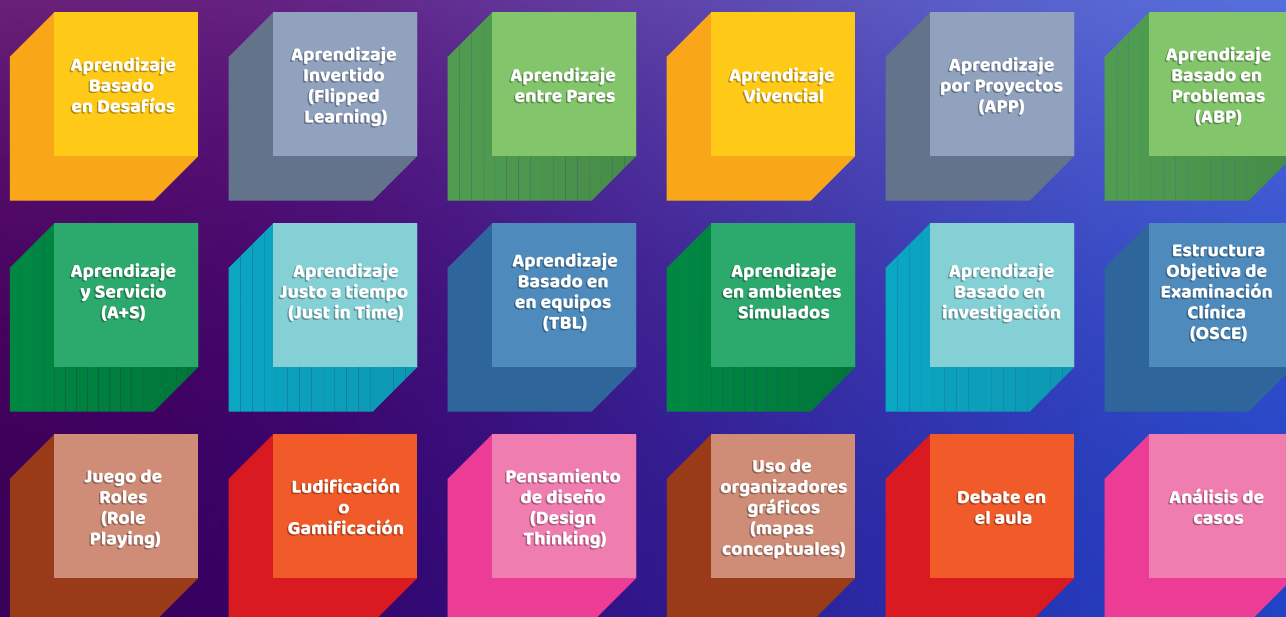 Aprendizaje
Basado
en Desafíos
Aprendizaje
Invertido
(Flipped
Learning)
Aprendizaje
entre Pares
Aprendizaje
Vivencial
Aprendizaje
por Proyectos
(APP)
Aprendizaje
Basado en
Problemas
(ABP)
Aprendizaje
y Servicio
(A+S)
Aprendizaje
Justo a tiempo
(Just in Time)
Aprendizaje
Basado en
en equipos
(TBL)
Aprendizaje
en ambientes
Simulados
Aprendizaje
Basado en
investigación
Estructura
Objetiva de
Examinación
Clínica
(OSCE)
Juego de
Roles
(Role
Playing)
Ludificación
o
Gamificación
Pensamiento
de diseño
(Design
Thinking)
Uso de
organizadores
gráficos
(mapas
conceptuales)
Debate en
el aula
Análisis de
casos